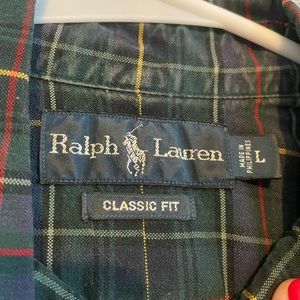 Ralph Lauren
MADE IN
PHILIPPINES
L
CLASSIC FIT